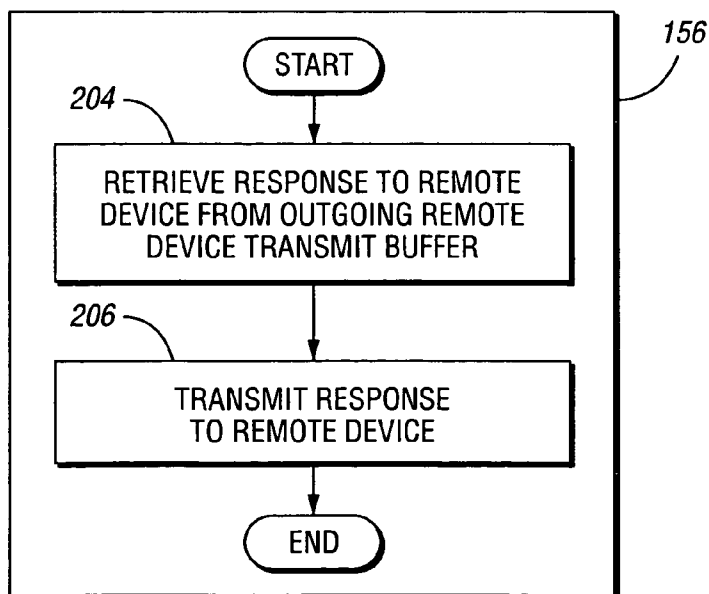 156
START
204
RETRIEVE RESPONSE TO REMOTE
DEVICE FROM OUTGOING REMOTE
DEVICE TRANSMIT BUFFER
206
TRANSMIT RESPONSE
TO REMOTE DEVICE
END